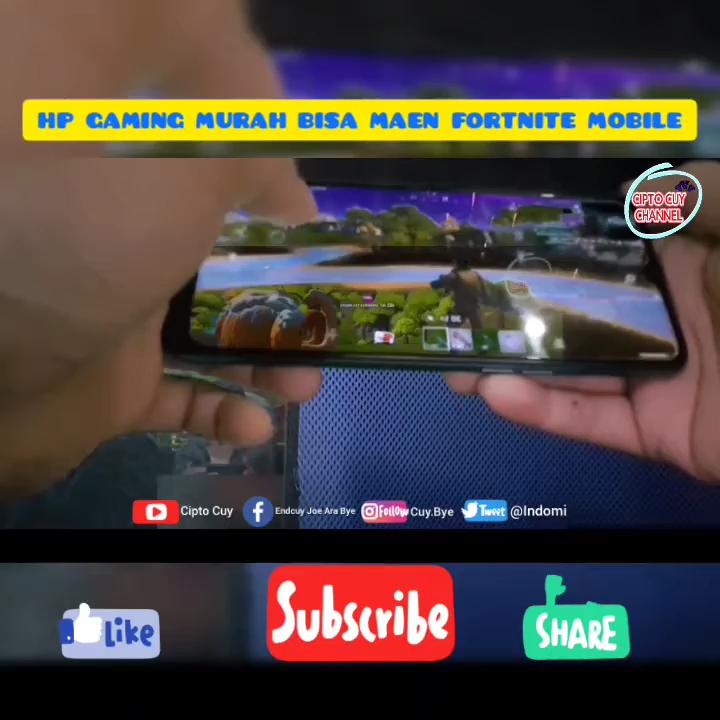 HP GAMING MURAH BISA MAEN FORTNITE MOBILE
CIPTO CUY
CHANNEL
Cipto Cuy
Endcuy Joe Ara Bye
Follow Cuy.Bye
Tweet @Indomi
like
Subscribe
SHARE